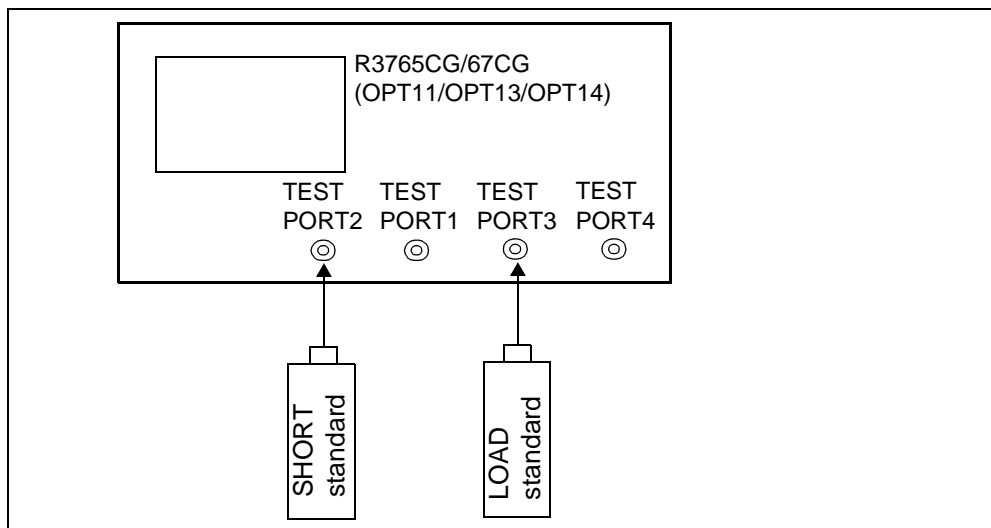 R3765CG/67CG
(OPT11/OPT13/OPT14)
TEST TEST TEST TEST
PORT2 PORT1 PORT3 PORT4
SHORT
standard
LOAD
standard